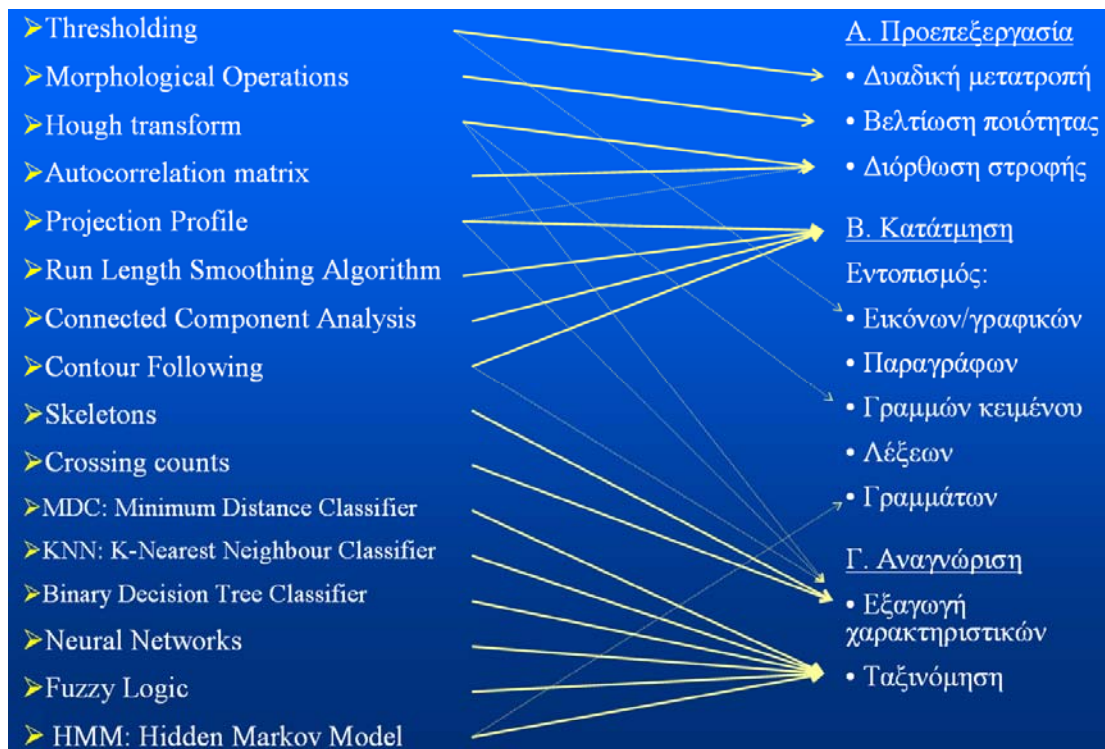 Thresholding
Morphological Operations
Hough transform
Autocorrelation matrix
Projection Profile
Run Length Smoothing Algorithm
Connected Component Analysis
Contour Following
Skeletons
Crossing counts
MDC: Minimum Distance Classifier
KNN: K-Nearest Neighbour Classifier
Binary Decision Tree Classifier
Neural Networks
Fuzzy Logic
HMM: Hidden Markov Model
Α. Προεπεξεργασία
• Δυαδική μετατροπή
• Βελτίωση ποιότητας
• Διόρθωση στροφής
Β. Κατάτμηση
Εντοπισμός:
• Εικόνων/γραφικών
• Παραγράφων
• Γραμμών κειμένου
• Λέξεων
• Γραμμάτων
Γ. Αναγνώριση
• Εξαγωγή
χαρακτηριστικών
• Ταξινόμηση